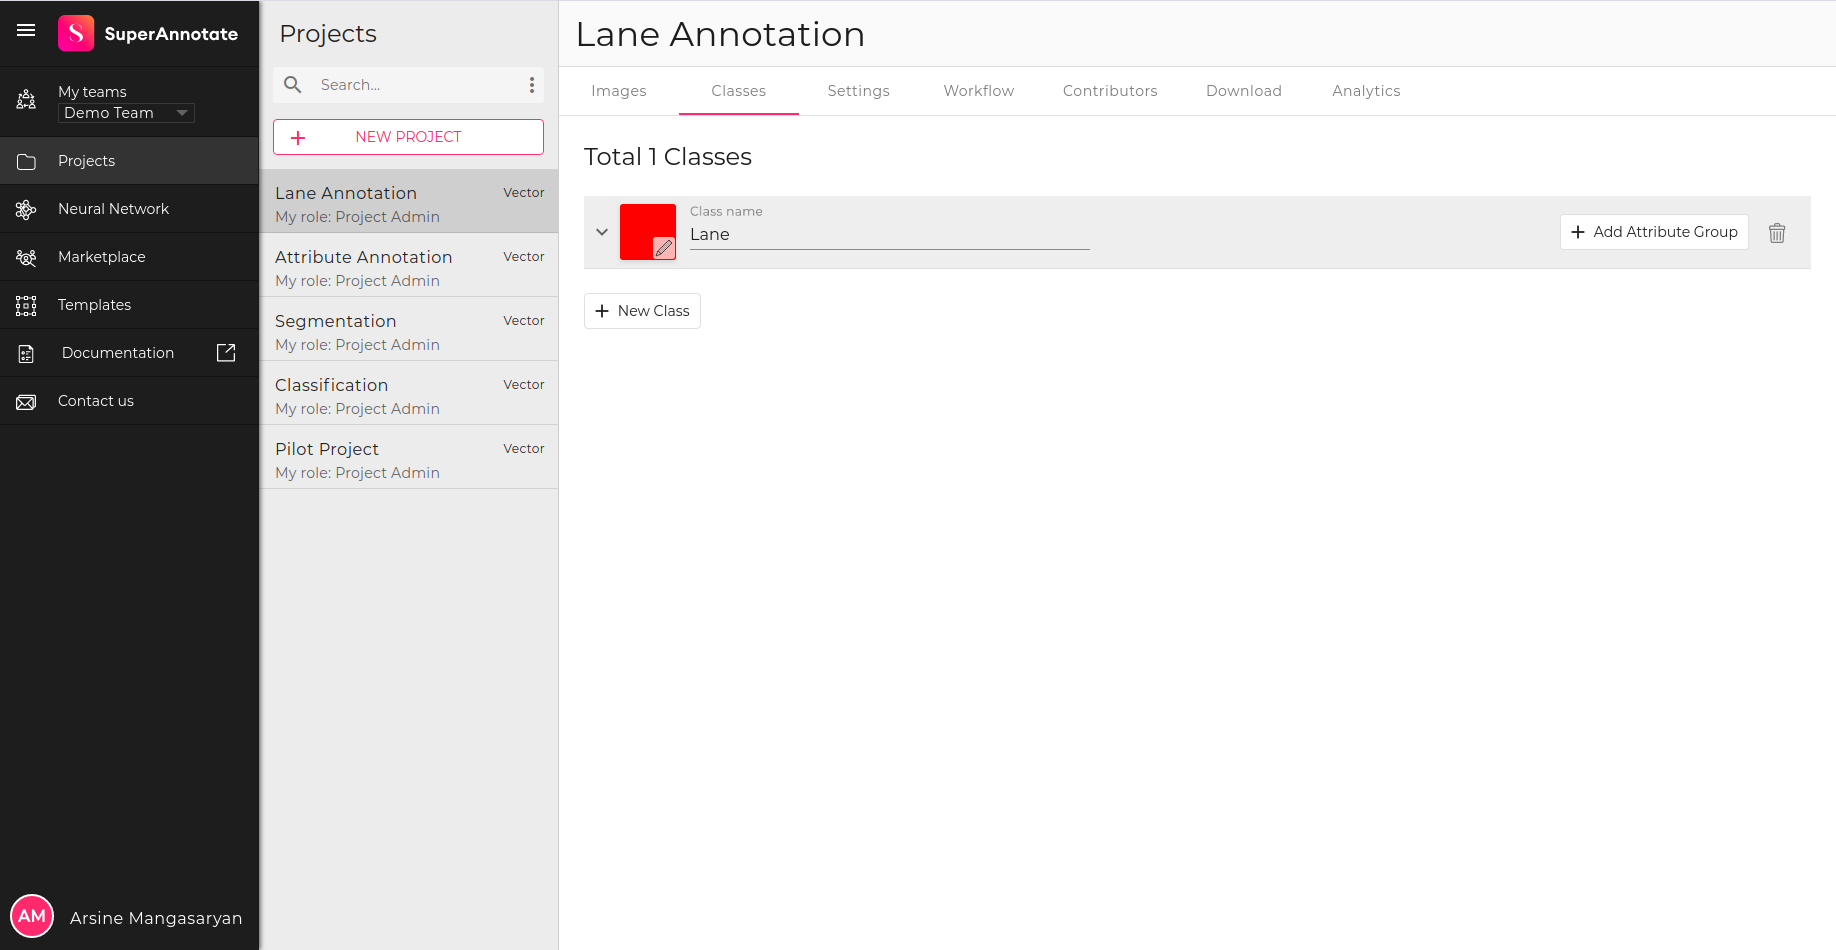 SuperAnnotate
My teams
Demo Team
Projects
Neural Network
Marketplace
Templates
Documentation
Contact us
AM
Arsine Mangasaryan
Projects
Search...
NEW PROJECT
Lane Annotation Vector
My role: Project Admin
Attribute Annotation Vector
My role: Project Admin
Segmentation Vector
My role: Project Admin
Classification Vector
My role: Project Admin
Pilot Project Vector
My role: Project Admin
Lane Annotation
Images Classes Settings Workflow Contributors Download Analytics
Total 1 Classes
Class name
Lane
Add Attribute Group
New Class